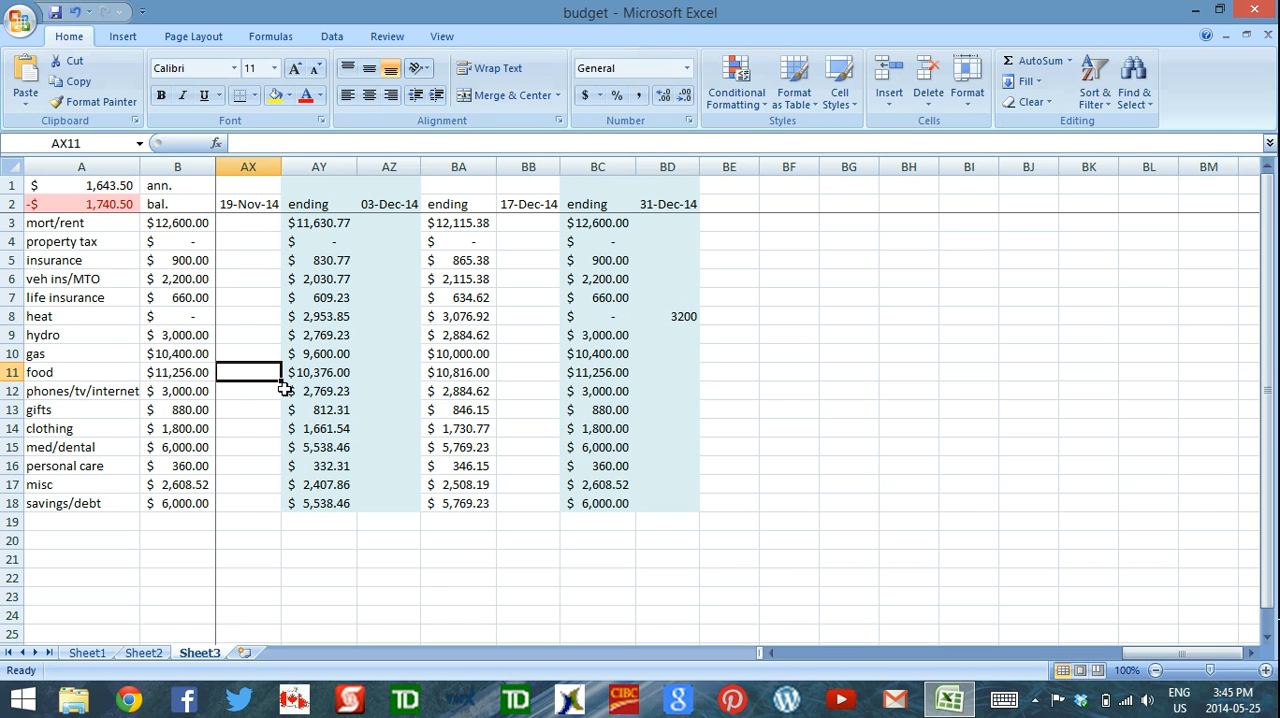 budget - Microsoft Excel
Home Insert Page Layout Formulas Data Review View
Paste Cut Copy Format Painter Clipboard
Calibri 11 A A B I U A Font
Wrap Text Merge & Center Alignment
General $ % , Number
Conditional Formatting Format as Table Cell Styles Styles
Insert Delete Format Cells
Σ AutoSum Fill Clear Sort & Filter Find & Select Editing
AX11 fx
A B AX AY AZ BA BB BC BD BE BF BG BH BI BJ BK BL BM
1 $ 1,643.50 ann.
2 -$ 1,740.50 bal. 19-Nov-14 ending 03-Dec-14 ending 17-Dec-14 ending 31-Dec-14
3 mort/rent $12,600.00 $11,630.77 $12,115.38 $12,600.00
4 property tax $ - $ - $ - $ -
5 insurance $ 900.00 $ 830.77 $ 865.38 $ 900.00
6 veh ins/MTO $ 2,200.00 $ 2,030.77 $ 2,115.38 $ 2,200.00
7 life insurance $ 660.00 $ 609.23 $ 634.62 $ 660.00
8 heat $ - $ 2,953.85 $ 3,076.92 $ - 3200
9 hydro $ 3,000.00 $ 2,769.23 $ 2,884.62 $ 3,000.00
10 gas $10,400.00 $ 9,600.00 $10,000.00 $10,400.00
11 food $11,256.00 $10,376.00 $10,816.00 $11,256.00
12 phones/tv/internet $ 3,000.00 $ 2,769.23 $ 2,884.62 $ 3,000.00
13 gifts $ 880.00 $ 812.31 $ 846.15 $ 880.00
14 clothing $ 1,800.00 $ 1,661.54 $ 1,730.77 $ 1,800.00
15 med/dental $ 6,000.00 $ 5,538.46 $ 5,769.23 $ 6,000.00
16 personal care $ 360.00 $ 332.31 $ 346.15 $ 360.00
17 misc $ 2,608.52 $ 2,407.86 $ 2,508.19 $ 2,608.52
18 savings/debt $ 6,000.00 $ 5,538.46 $ 5,769.23 $ 6,000.00
19
20
21
22
23
24
25
Sheet1 Sheet2 Sheet3
Ready 100%
TD TD CIBC ENG 3:45 PM
US 2014-05-25